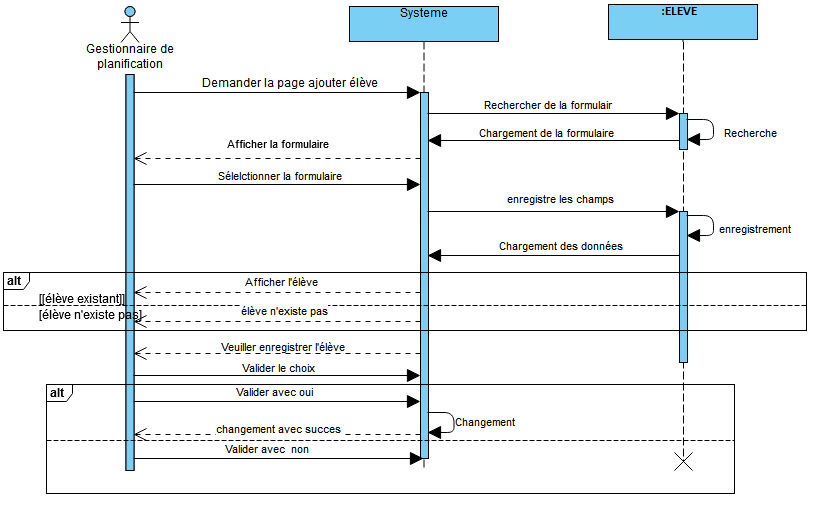 Systeme
:ELEVE
Gestionnaire de
planification
Demander la page ajouter élève
Rechercher de la formulair
Chargement de la formulaire
Recherche
Afficher la formulaire
Sélelctionner la formulaire
enregistre les champs
enregistrement
Chargement des données
alt
Afficher l'élève
[[élève existant]]
[élève n'existe pas]
élève n'existe pas
Veuiller enregistrer l'élève
Valider le choix
alt
Valider avec oui
Changement
changement avec succes
Valider avec non